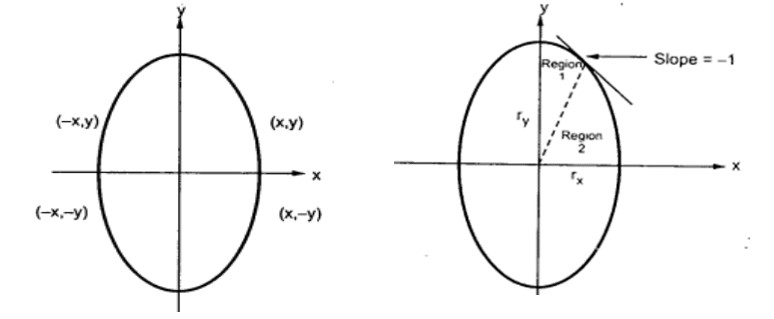 y
(-x,y)
(x,y)
x
(-x,-y)
(x,-y)
y
Slope = -1
Region
1
ry
Region
2
x
rx